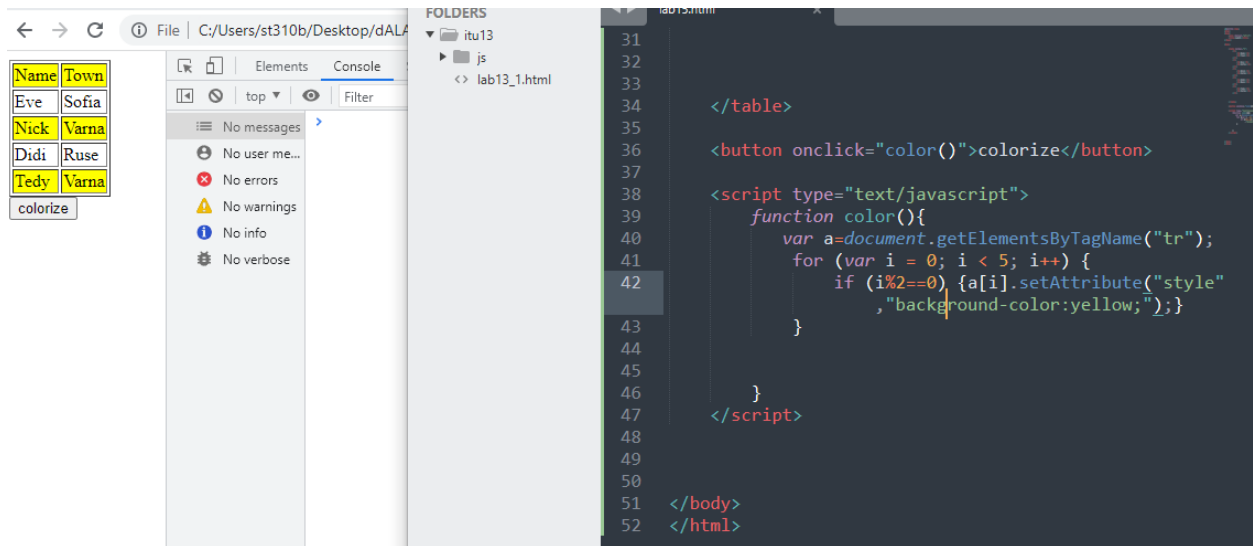 File C:/Users/st310b/Desktop/dALA
Name Town
Eve Sofia
Nick Varna
Didi Ruse
Tedy Varna
colorize
Elements Console
top Filter
No messages
No user me...
No errors
No warnings
No info
No verbose
FOLDERS
itu13
js
<> lab13_1.html
lab13.html
31
32
33
34 </table>
35
36 <button onclick="color()">colorize</button>
37
38 <script type="text/javascript">
39 function color(){
40 var a=document.getElementsByTagName("tr");
41 for (var i = 0; i < 5; i++) {
42 if (i%2==0) {a[i].setAttribute("style"
,"background-color:yellow;");}
43 }
44
45
46 }
47 </script>
48
49
50
51 </body>
52 </html>